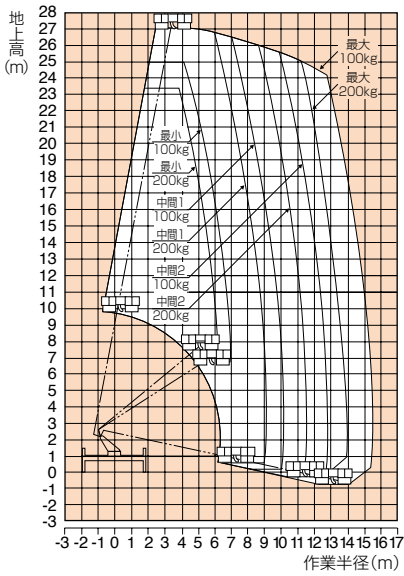 地上高(m)
28
27
26
25
24
23
22
21
20
19
18
17
16
15
14
13
12
11
10
9
8
7
6
5
4
3
2
1
0
-1
-2
-3
最大
100kg
最大
200kg
最小
100kg
最小
200kg
中間1
100kg
中間1
200kg
中間2
100kg
中間2
200kg
-3 -2 -1 0 1 2 3 4 5 6 7 8 9 10 11 12 13 14 15 16 17
作業半径(m)